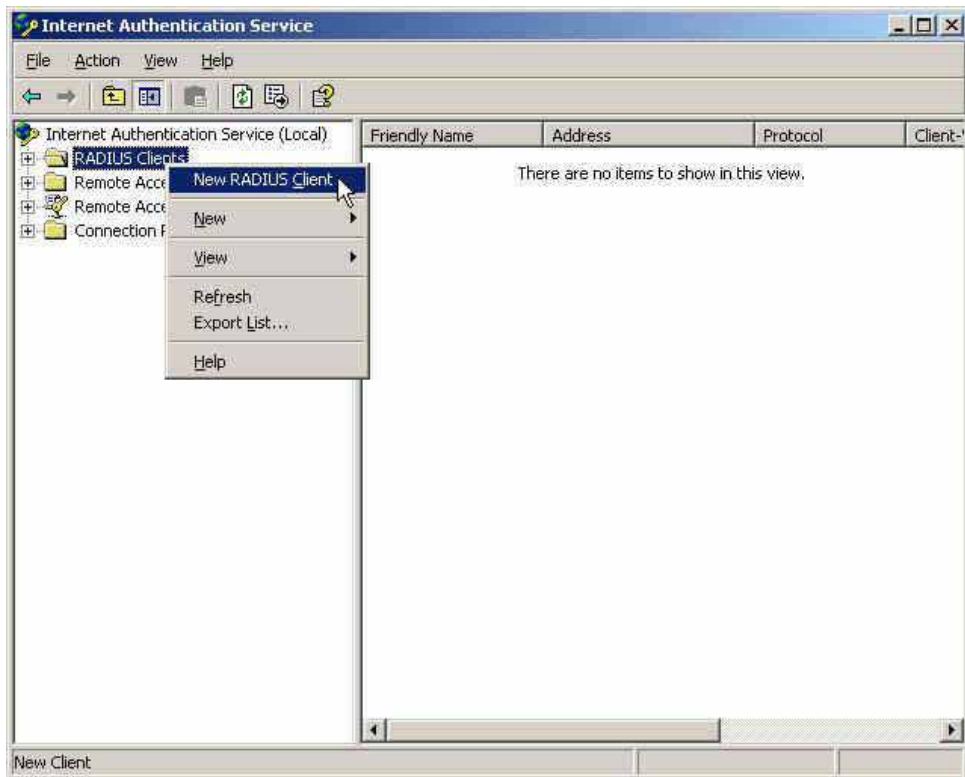 Internet Authentication Service
File Action View Help
Internet Authentication Service (Local)
RADIUS Clients
Remote Acce
Remote Acce
Connection
New RADIUS Client
New
View
Refresh
Export List...
Help
Friendly Name Address Protocol Client-
There are no items to show in this view.
New Client